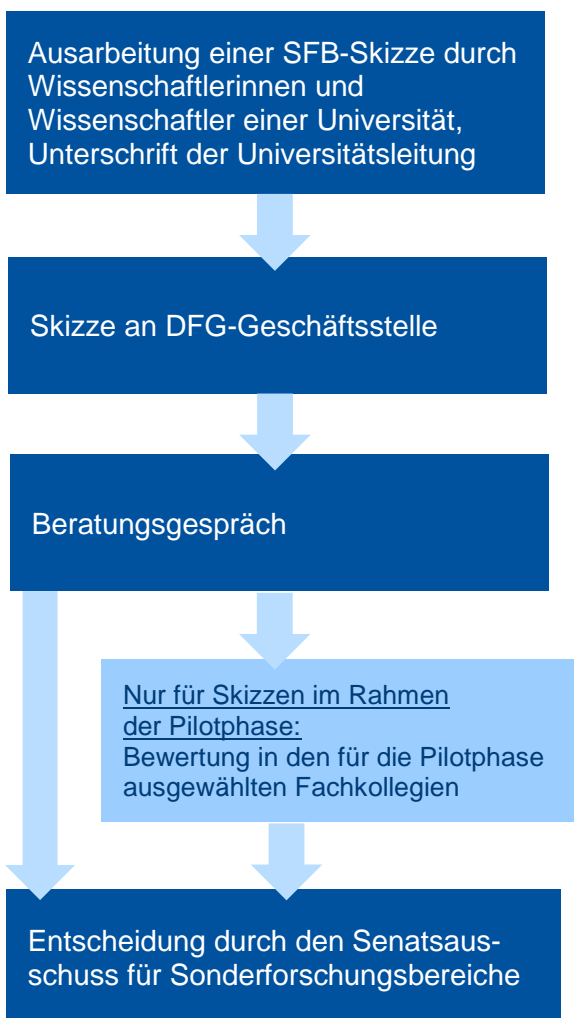 Ausarbeitung einer SFB-Skizze durch
Wissenschaftlerinnen und
Wissenschaftler einer Universität,
Unterschrift der Universitätsleitung
Skizze an DFG-Geschäftsstelle
Beratungsgespräch
Nur für Skizzen im Rahmen
der Pilotphase:
Bewertung in den für die Pilotphase
ausgewählten Fachkollegien
Entscheidung durch den Senatsaus-
schuss für Sonderforschungsbereiche